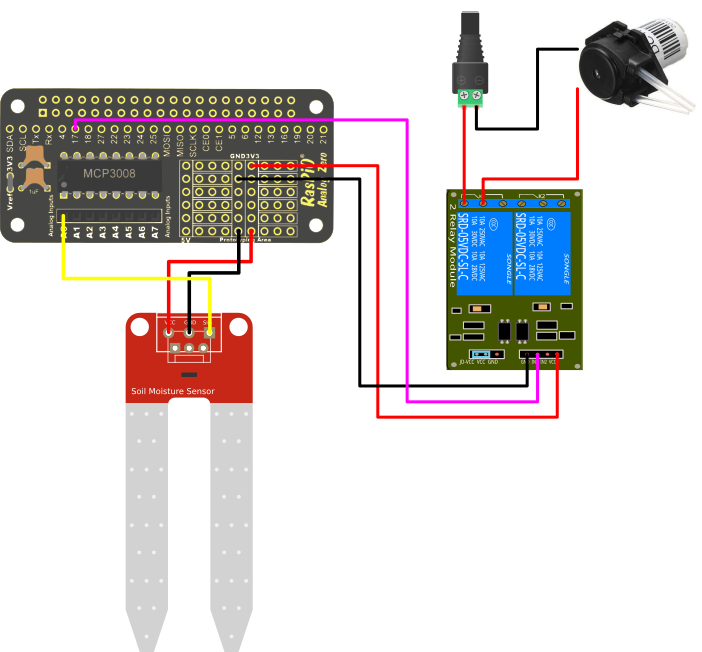 DC
SDA
SCL
TX
RX
4
17
18
27
22
23
24
25
MOSI
MISO
SCLK
CE0
CE1
5
6
12
13
16
19
20
21
Vref=3V3 3V3
1uF
MCP3008
GND3V3
RasPiO®
Analog Zero
Analog Inputs
Analog Inputs
A0
A1
A2
A3
A4
A5
A6
A7
5V
Prototyping Area
VCC
GND
SIG
Soil Moisture Sensor
2 Relay Module
SRD-05VDC-SL-C
10A 30VDC 10A 28VDC
10A 250VAC 10A 125VAC
SONGLE
SRD-05VDC-SL-C
10A 30VDC 10A 28VDC
10A 250VAC 10A 125VAC
SONGLE
JD-VCC VCC GND
GND IN1 IN2 VCC